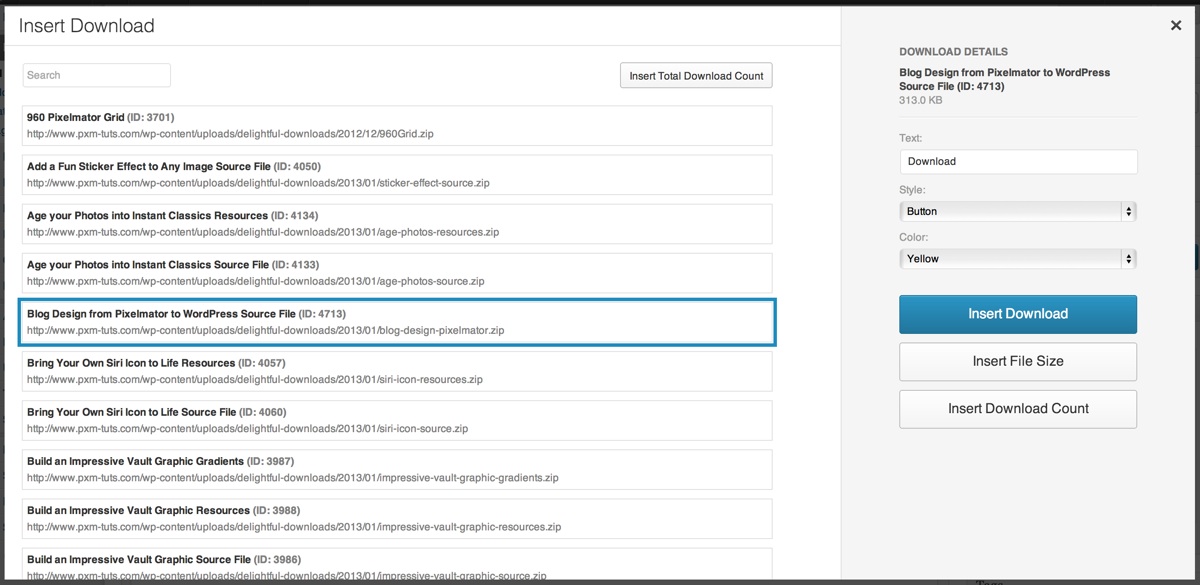 Insert Download
Search
Insert Total Download Count
960 Pixelmator Grid (ID: 3701)
http://www.pxm-tuts.com/wp-content/uploads/delightful-downloads/2012/12/960Grid.zip
Add a Fun Sticker Effect to Any Image Source File (ID: 4050)
http://www.pxm-tuts.com/wp-content/uploads/delightful-downloads/2013/01/sticker-effect-source.zip
Age your Photos into Instant Classics Resources (ID: 4134)
http://www.pxm-tuts.com/wp-content/uploads/delightful-downloads/2013/01/age-photos-resources.zip
Age your Photos into Instant Classics Source File (ID: 4133)
http://www.pxm-tuts.com/wp-content/uploads/delightful-downloads/2013/01/age-photos-source.zip
Blog Design from Pixelmator to WordPress Source File (ID: 4713)
http://www.pxm-tuts.com/wp-content/uploads/delightful-downloads/2013/01/blog-design-pixelmator.zip
Bring Your Own Siri Icon to Life Resources (ID: 4057)
http://www.pxm-tuts.com/wp-content/uploads/delightful-downloads/2013/01/siri-icon-resources.zip
Bring Your Own Siri Icon to Life Source File (ID: 4060)
http://www.pxm-tuts.com/wp-content/uploads/delightful-downloads/2013/01/siri-icon-source.zip
Build an Impressive Vault Graphic Gradients (ID: 3987)
http://www.pxm-tuts.com/wp-content/uploads/delightful-downloads/2013/01/impressive-vault-graphic-gradients.zip
Build an Impressive Vault Graphic Resources (ID: 3988)
http://www.pxm-tuts.com/wp-content/uploads/delightful-downloads/2013/01/impressive-vault-graphic-resources.zip
Build an Impressive Vault Graphic Source File (ID: 3986)
http://www.pxm-tuts.com/wp-content/uploads/delightful-downloads/2013/01/impressive-vault-graphic-source.zip
DOWNLOAD DETAILS
Blog Design from Pixelmator to WordPress
Source File (ID: 4713)
313.0 KB
Text:
Download
Style:
Button
Color:
Yellow
Insert Download
Insert File Size
Insert Download Count